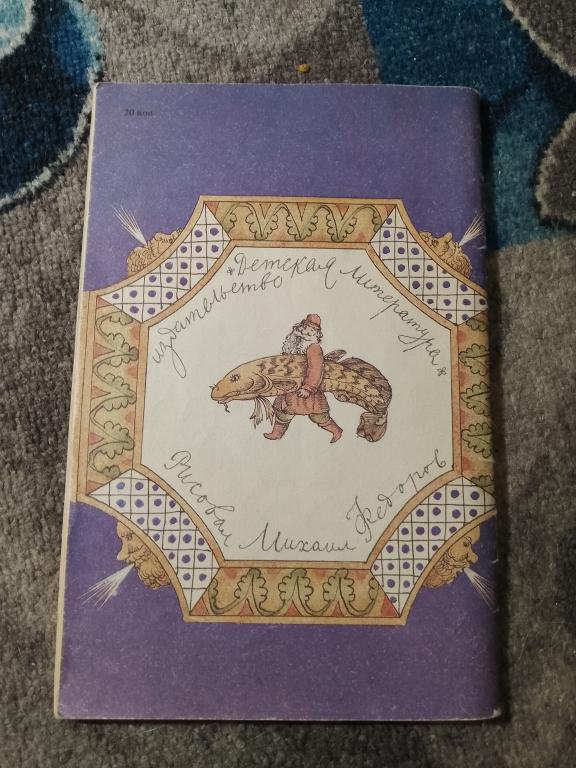 20 коп
издательство *Детская литература*
Рисовал Михаил Федоров